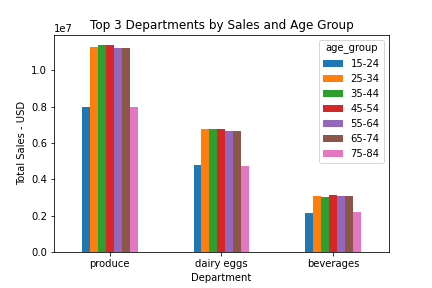 Top 3 Departments by Sales and Age Group
1e7
1.0
0.8
0.6
0.4
0.2
0.0
Total Sales - USD
age_group
15-24
25-34
35-44
45-54
55-64
65-74
75-84
produce
dairy eggs
beverages
Department